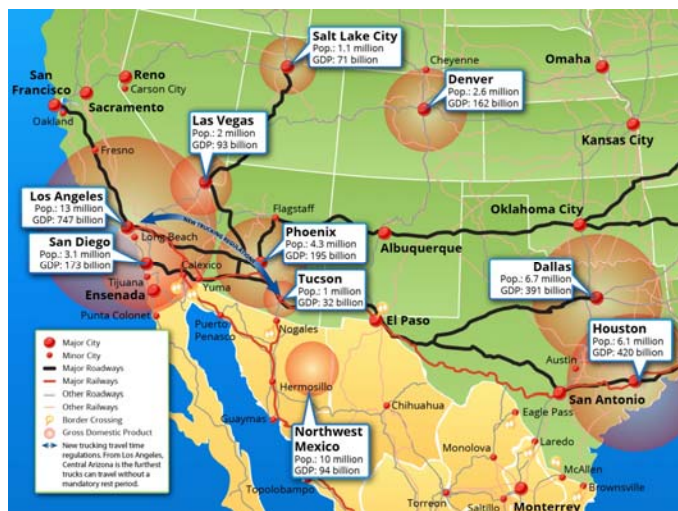 Salt Lake City
Pop.: 1.1 million
GDP: 71 billion
Cheyenne
Omaha
Reno
Carson City
San
Francisco
Sacramento
Oakland
Denver
Pop.: 2.6 million
GDP: 162 billion
Kansas City
Las Vegas
Pop.: 2 million
GDP: 93 billion
Fresno
Los Angeles
Pop.: 13 million
GDP: 747 billion
Long Beach
NEW TRUCKING REGULATIONS
Flagstaff
Oklahoma City
Albuquerque
San Diego
Pop.: 3.1 million
GDP: 173 billion
Phoenix
Pop.: 4.3 million
GDP: 195 billion
Calexico
Tijuana
Ensenada
Yuma
Tucson
Pop.: 1 million
GDP: 32 billion
Dallas
Pop.: 6.7 million
GDP: 391 billion
Punta Colonet
Puerto
Penasco
Nogales
El Paso
Houston
Pop.: 6.1 million
GDP: 420 billion
Austin
San Antonio
Hermosillo
Chihuahua
Eagle Pass
Guaymas
Northwest
Mexico
Pop.: 10 million
GDP: 94 billion
Laredo
Monolova
McAllen
Brownsville
Topolobampo
Torreon
Saltillo
Monterrey
Major City
Minor City
Major Roadways
Major Railways
Other Roadways
Other Railways
Border Crossing
Gross Domestic Product
New trucking travel time
regulations. From Los Angeles,
Central Arizona is the furthest
trucks can travel without a
mandatory rest period.